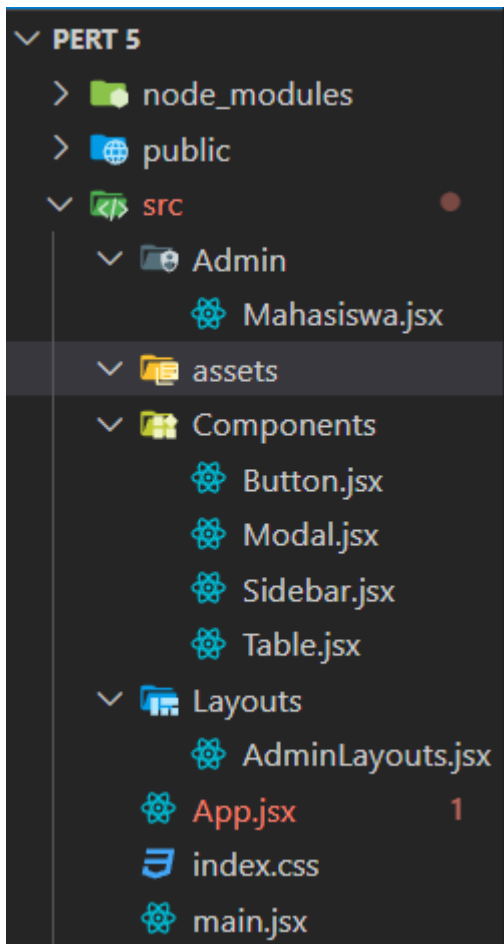 PERT 5
node_modules
public
src
Admin
Mahasiswa.jsx
assets
Components
Button.jsx
Modal.jsx
Sidebar.jsx
Table.jsx
Layouts
AdminLayouts.jsx
App.jsx 1
index.css
main.jsx